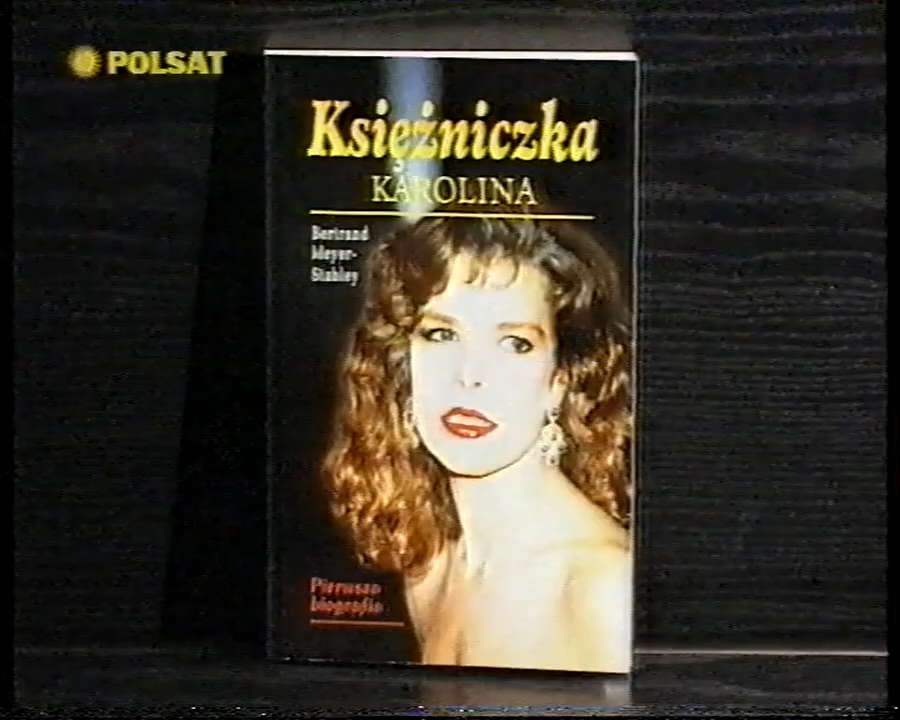 POLSAT
Księżniczka
KAROLINA
Bertrand
Meyer-
Stabley
Pierwsza
biografia